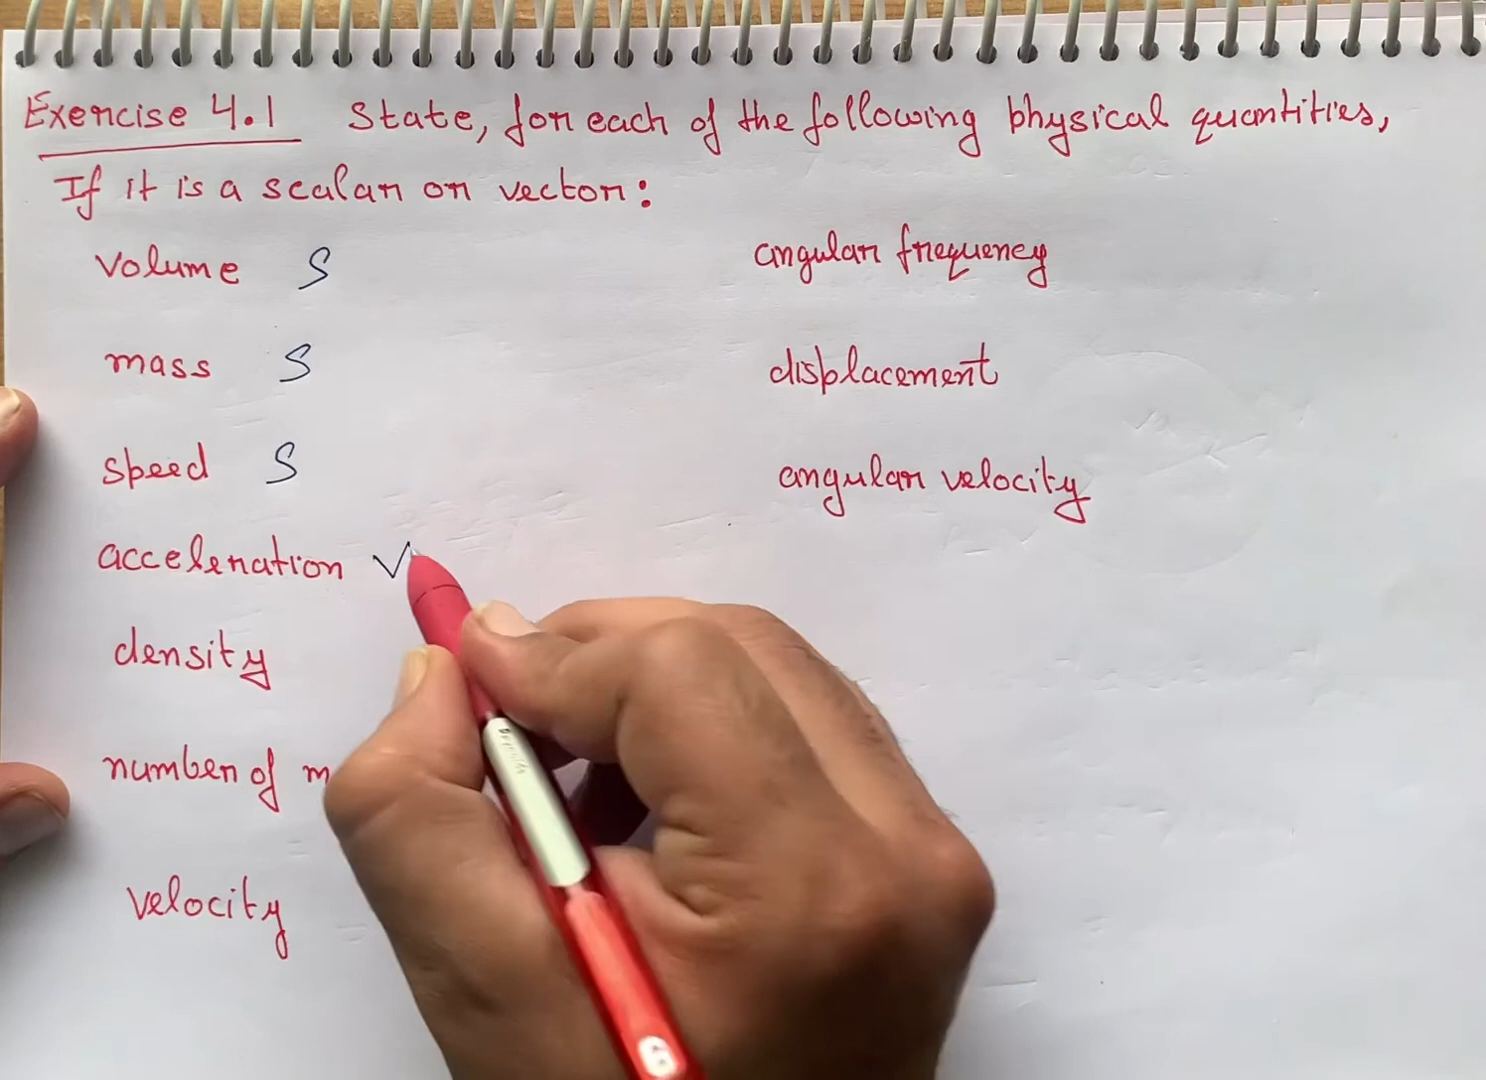 Exercise 4.1 State, for each of the following physical quantities,
If it is a scalar or vector:
volume S
mass S
speed S
acceleration V
density
number of m
velocity
angular frequency
displacement
angular velocity